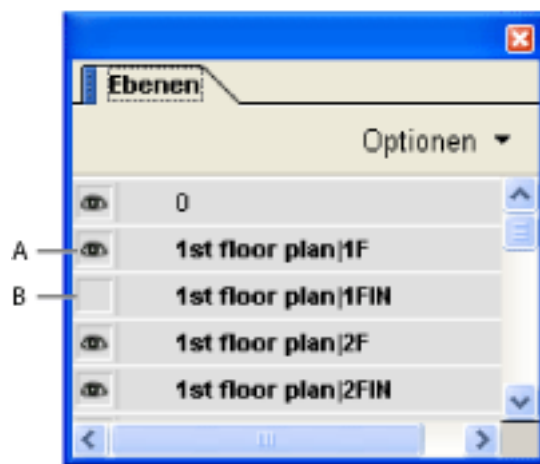 Ebenen
Optionen
0
A 1st floor plan|1F
B 1st floor plan|1FIN
1st floor plan|2F
1st floor plan|2FIN